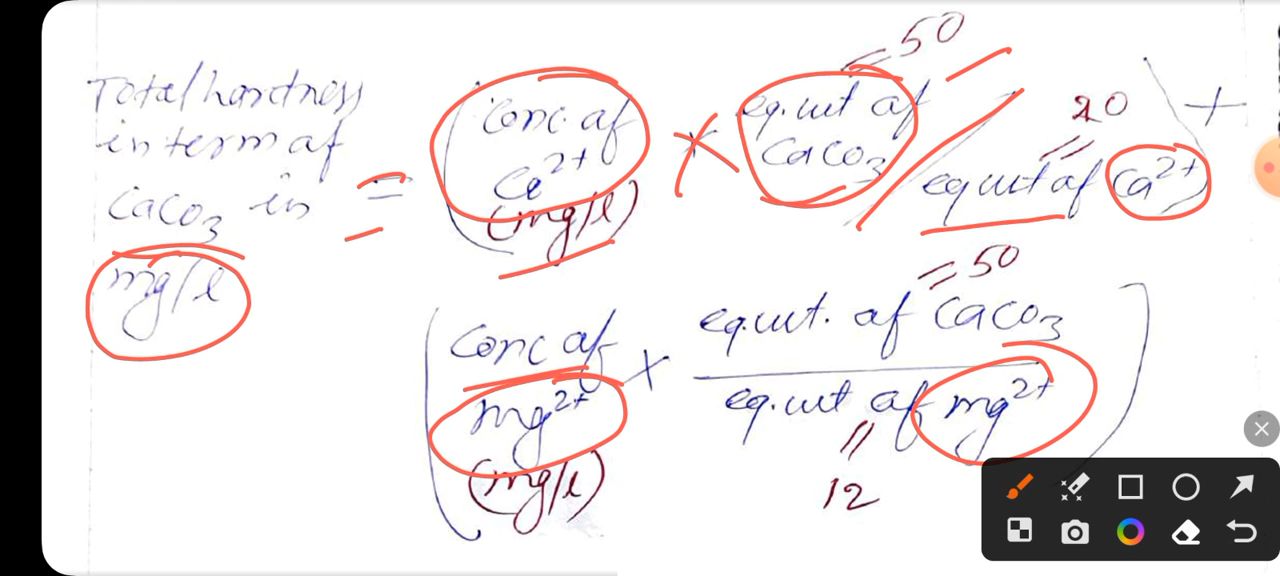 Total hardness
in term of
CaCO3 in
mg/l
=
(Conc of
Ca2+
(mg/l)
×
eq.wt of
CaCO3
= 50
/
eq wt of Ca2+)
20
=
+
(Conc of
mg2+
(mg/l)
×
eq.wt. of CaCO3
= 50
eq.wt of mg2+)
=
12